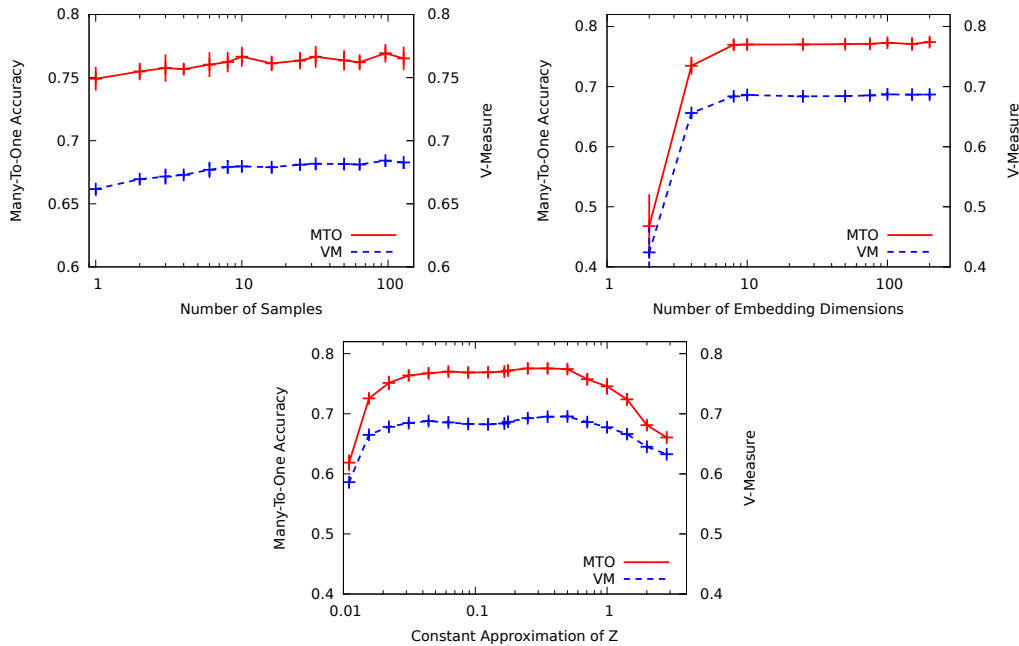 Many-To-One Accuracy
0.8
0.75
0.7
0.65
0.6
1
10
100
Number of Samples
MTO
VM
0.8
0.75
0.7
0.65
0.6
V-Measure
Many-To-One Accuracy
0.8
0.7
0.6
0.5
0.4
1
10
100
Number of Embedding Dimensions
MTO
VM
0.8
0.7
0.6
0.5
0.4
V-Measure
Many-To-One Accuracy
0.8
0.7
0.6
0.5
0.4
0.01
0.1
1
Constant Approximation of Z
MTO
VM
0.8
0.7
0.6
0.5
0.4
V-Measure